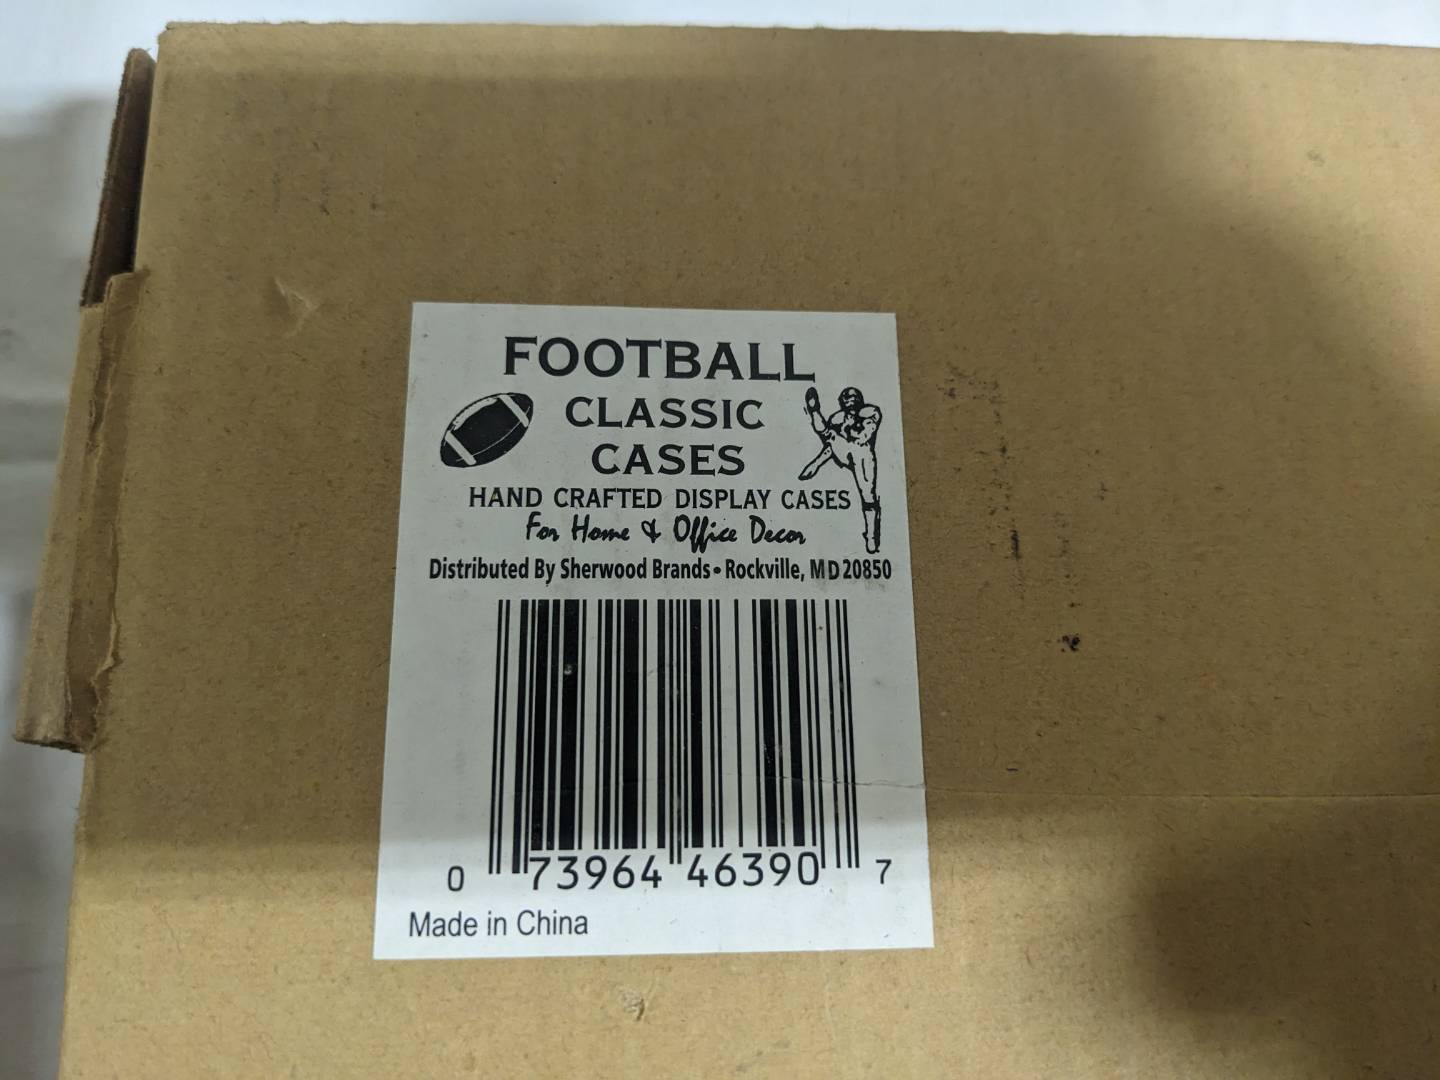 FOOTBALL
CLASSIC
CASES
HAND CRAFTED DISPLAY CASES
For Home & Office Decor
Distributed By Sherwood Brands • Rockville, MD 20850
0 73964 46390 7
Made in China